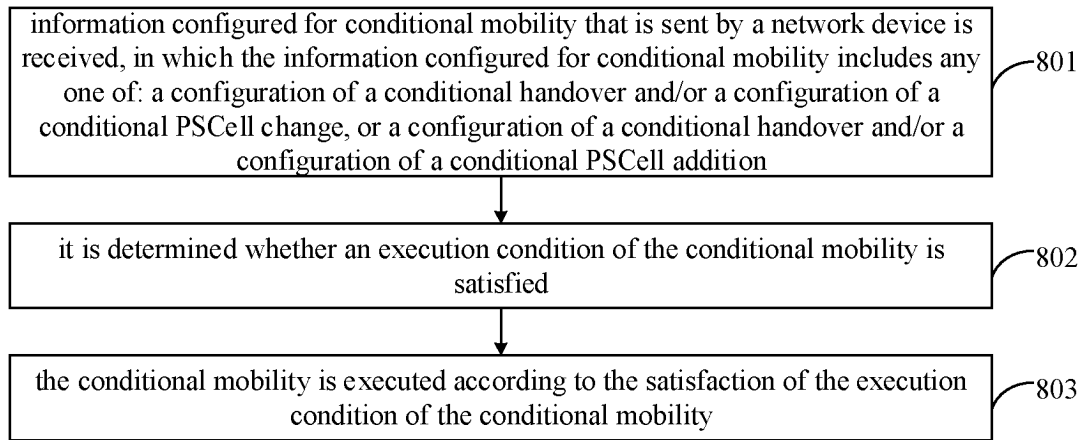 information configured for conditional mobility that is sent by a network device is
received, in which the information configured for conditional mobility includes any
one of: a configuration of a conditional handover and/or a configuration of a
conditional PSCell change, or a configuration of a conditional handover and/or a
configuration of a conditional PSCell addition
801
it is determined whether an execution condition of the conditional mobility is
satisfied
802
the conditional mobility is executed according to the satisfaction of the execution
condition of the conditional mobility
803